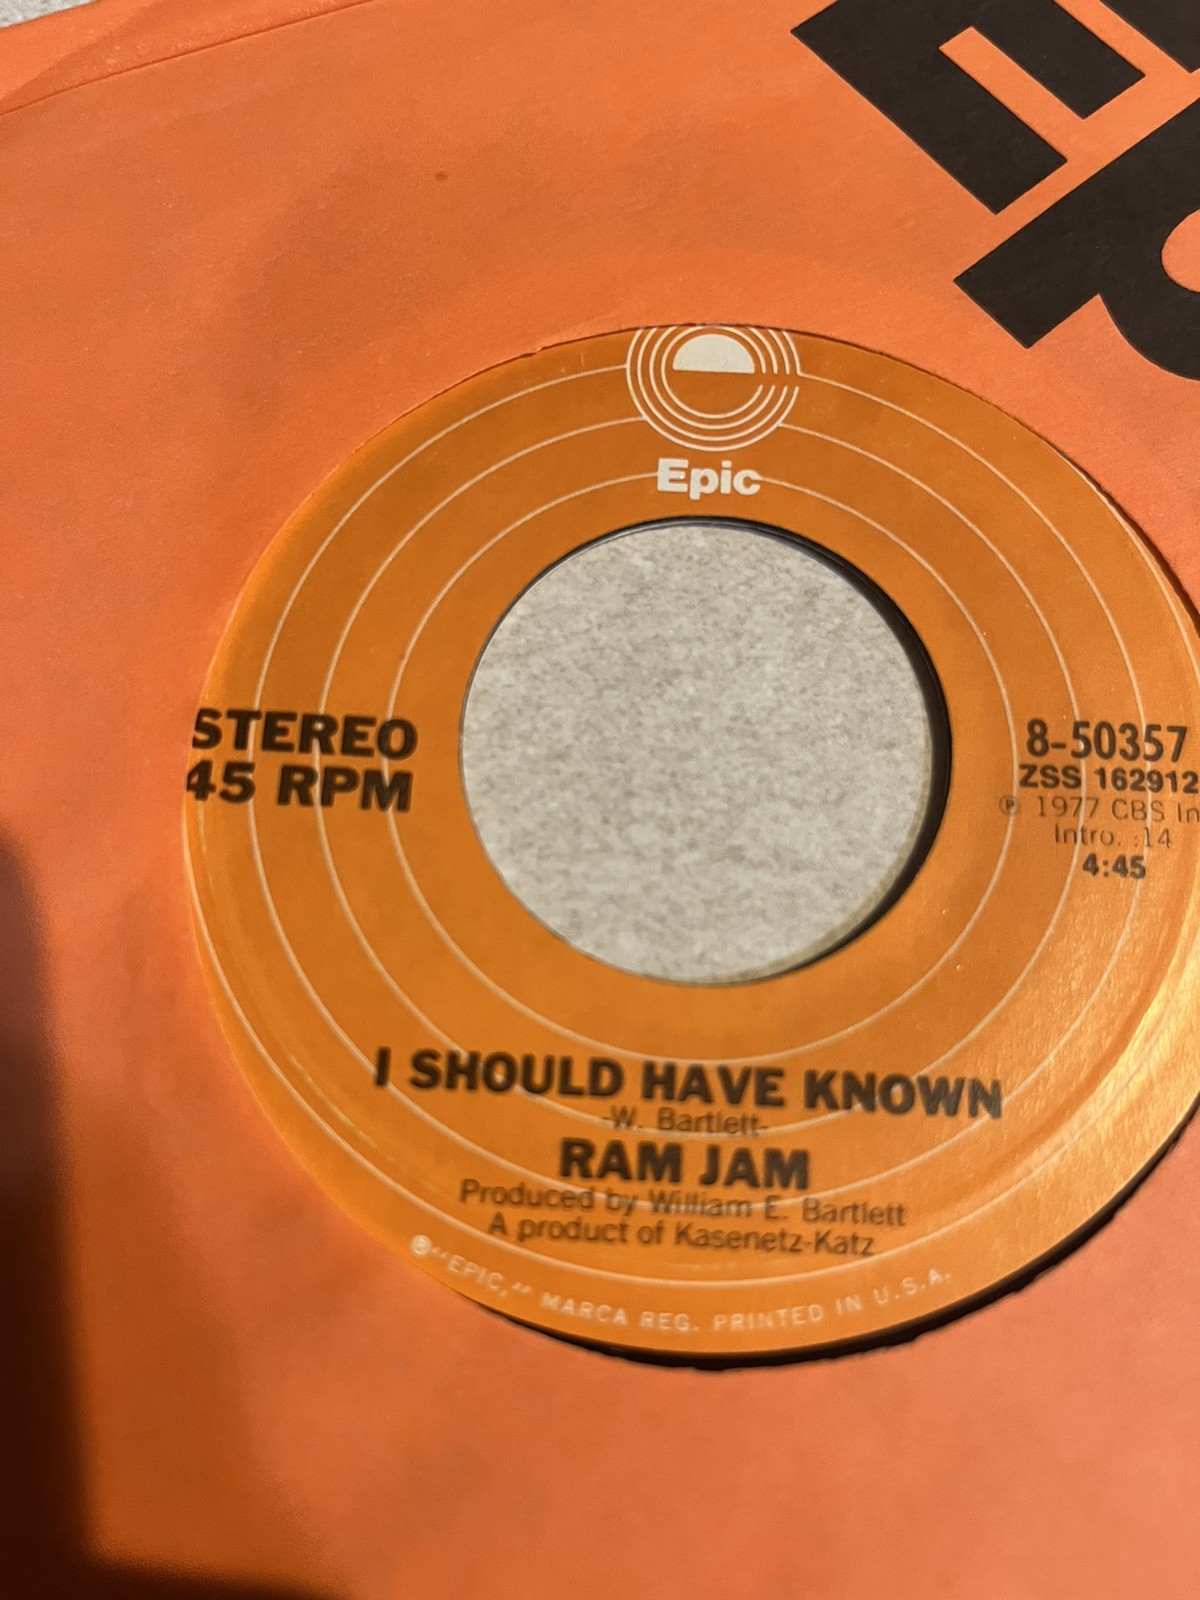 Epic
STEREO
45 RPM
8-50357
ZSS 162912
℗ 1977 CBS In
Intro. :14
4:45
I SHOULD HAVE KNOWN
-W. Bartlett-
RAM JAM
Produced by William E. Bartlett
A product of Kasenetz-Katz
®"EPIC," MARCA REG. PRINTED IN U.S.A.